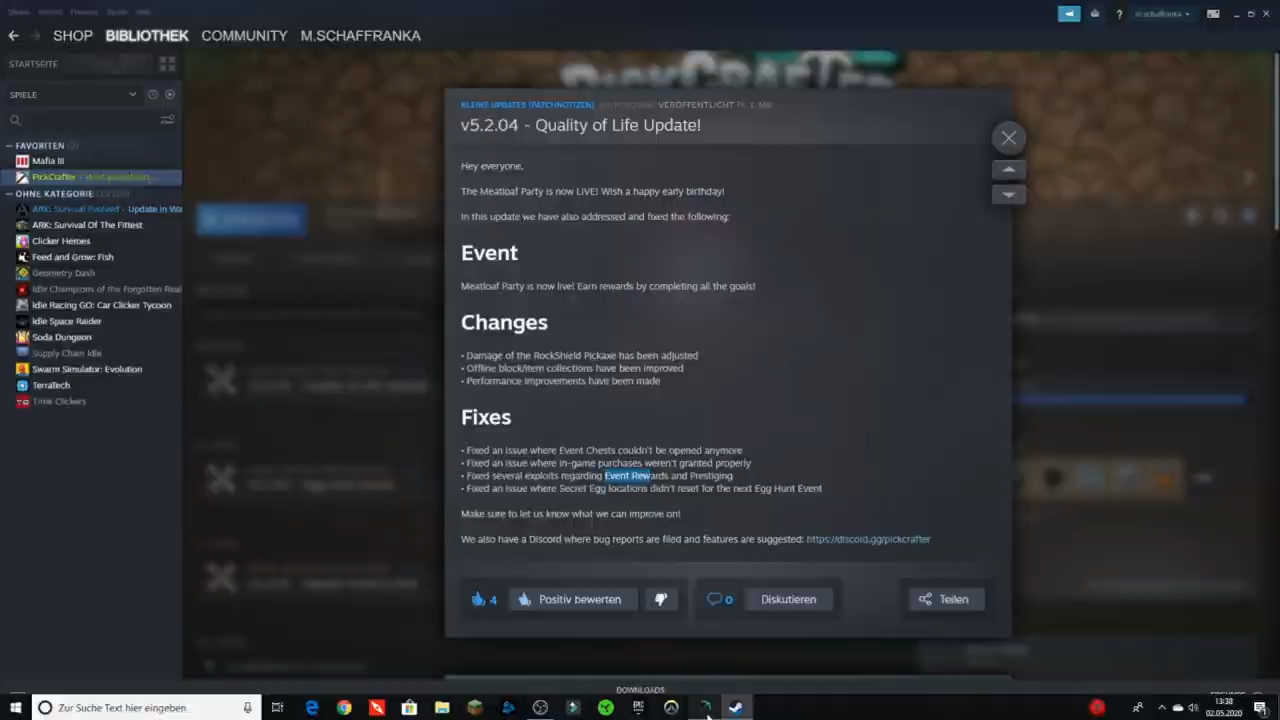 SHOP BIBLIOTHEK COMMUNITY M.SCHAFFRANKA
STARTSEITE
SPIELE
FAVORITEN
Mafia III
PickCrafter
OHNE KATEGORIE
ARK: Survival Evolved - Update in Wa
ARK: Survival Of The Fittest
Clicker Heroes
Feed and Grow: Fish
Geometry Dash
Idle Champions of the Forgotten Real
Idle Racing GO: Car Clicker Tycoon
Idle Space Raider
Soda Dungeon
Supply Chain Idle
Swarm Simulator: Evolution
TerraTech
Time Clickers
KLEINE UPDATES (PATCHNOTIZEN) VERÖFFENTLICHT
v5.2.04 - Quality of Life Update!
Hey everyone,
The Meatloaf Party is now LIVE! Wish a happy early birthday!
In this update we have also addressed and fixed the following:
Event
Meatloaf Party is now live! Earn rewards by completing all the goals!
Changes
• Damage of the RockShield Pickaxe has been adjusted
• Offline block/item collections have been improved
• Performance improvements have been made
Fixes
• Fixed an issue where Event Chests couldn't be opened anymore
• Fixed an issue where in-game purchases weren't granted properly
• Fixed several exploits regarding Event Rewards and Prestiging
• Fixed an issue where Secret Egg locations didn't reset for the next Egg Hunt Event
Make sure to let us know what we can improve on!
We also have a Discord where bug reports are filed and features are suggested: https://discord.gg/pickcrafter
4 Positiv bewerten 0 Diskutieren Teilen
DOWNLOADS
Zur Suche Text hier eingeben
13:38
02.05.2020